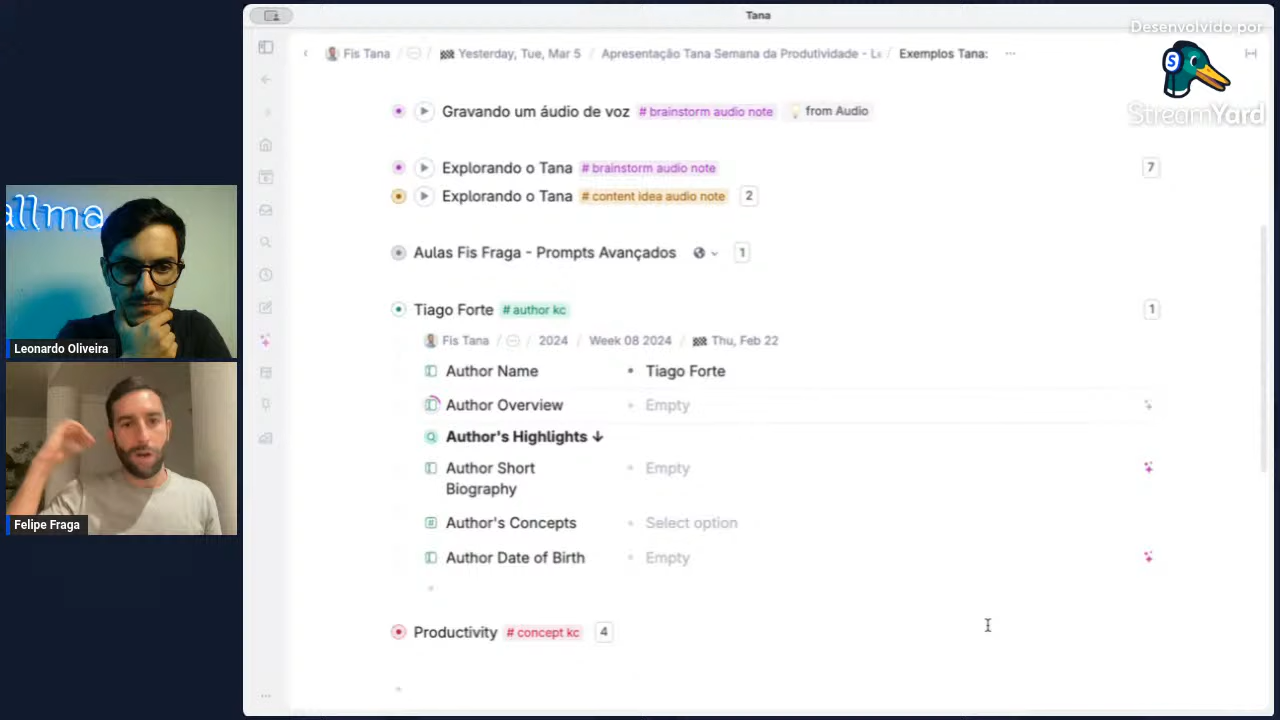 Tana
Desenvolvido por
StreamYard
Fis Tana / Yesterday, Tue, Mar 5 / Apresentação Tana Semana da Produtividade - L / Exemplos Tana: ...
Gravando um áudio de voz # brainstorm audio note from Audio
Explorando o Tana # brainstorm audio note 7
Explorando o Tana # content idea audio note 2
Aulas Fis Fraga - Prompts Avançados 1
Tiago Forte # author kc 1
Fis Tana / 2024 / Week 08 2024 / Thu, Feb 22
Author Name Tiago Forte
Author Overview Empty
Author's Highlights ↓
Author Short Biography Empty
Author's Concepts Select option
Author Date of Birth Empty
Productivity # concept kc 4
allma
Leonardo Oliveira
Felipe Fraga